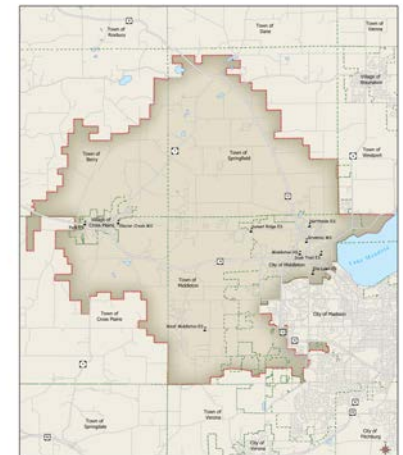 Town of
Roxbury
Town of
Dane
Town of
Vienna
Village of
Waunakee
Town of
Berry
Town of
Springfield
Town of
Westport
Village of
Cross Plains
Park ES
Glacier Creek MS
Sunset Ridge ES
Northside ES
Kromrey MS
Middleton HS
Elm Lawn ES
City of Middleton
Lake Mendota
Town of
Middleton
City of Madison
Town of
Cross Plains
West Middleton ES
Town of
Springdale
Town of
Verona
City of
Verona
City of
Fitchburg